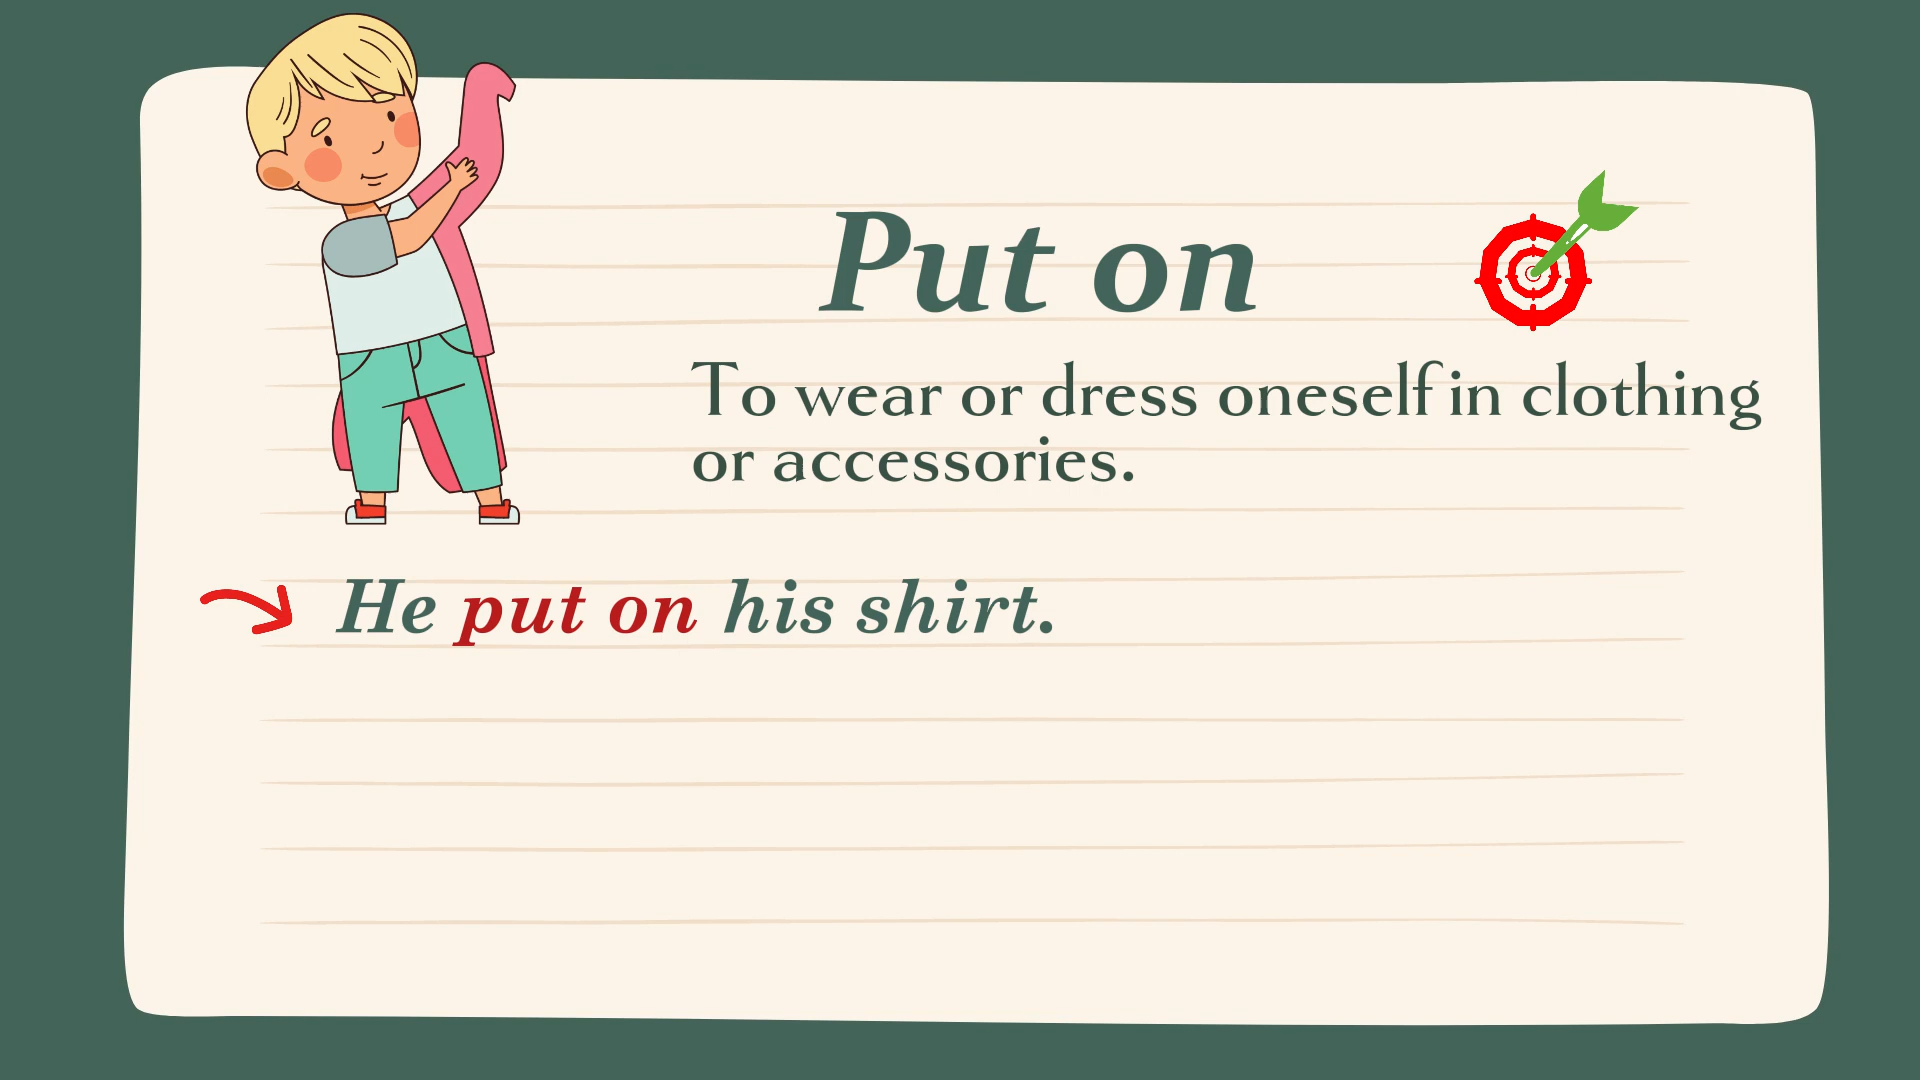 Put on
To wear or dress oneself in clothing
or accessories.
He put on his shirt.